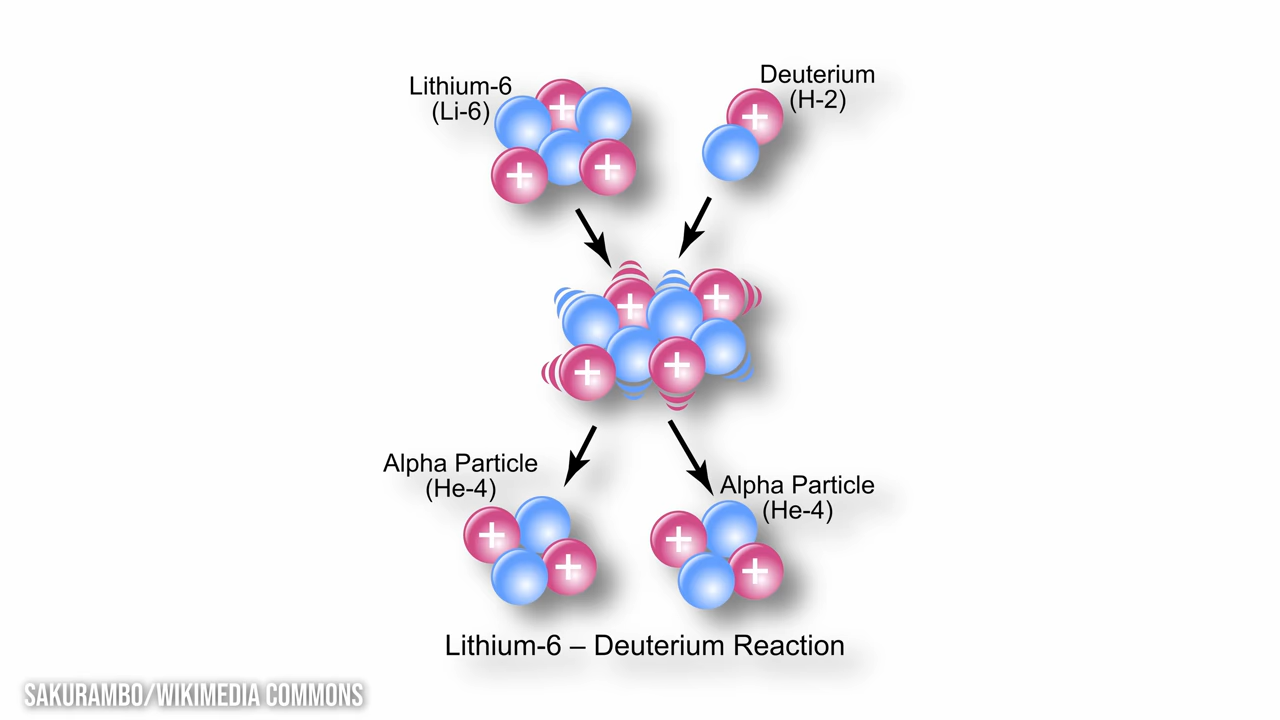 Deuterium
(H-2)
Lithium-6
(Li-6)
+
+
+
+
+
+
+
+
Alpha Particle
(He-4)
Alpha Particle
(He-4)
+
+
+
+
Lithium-6 – Deuterium Reaction
SAKURAMBO/WIKIMEDIA COMMONS